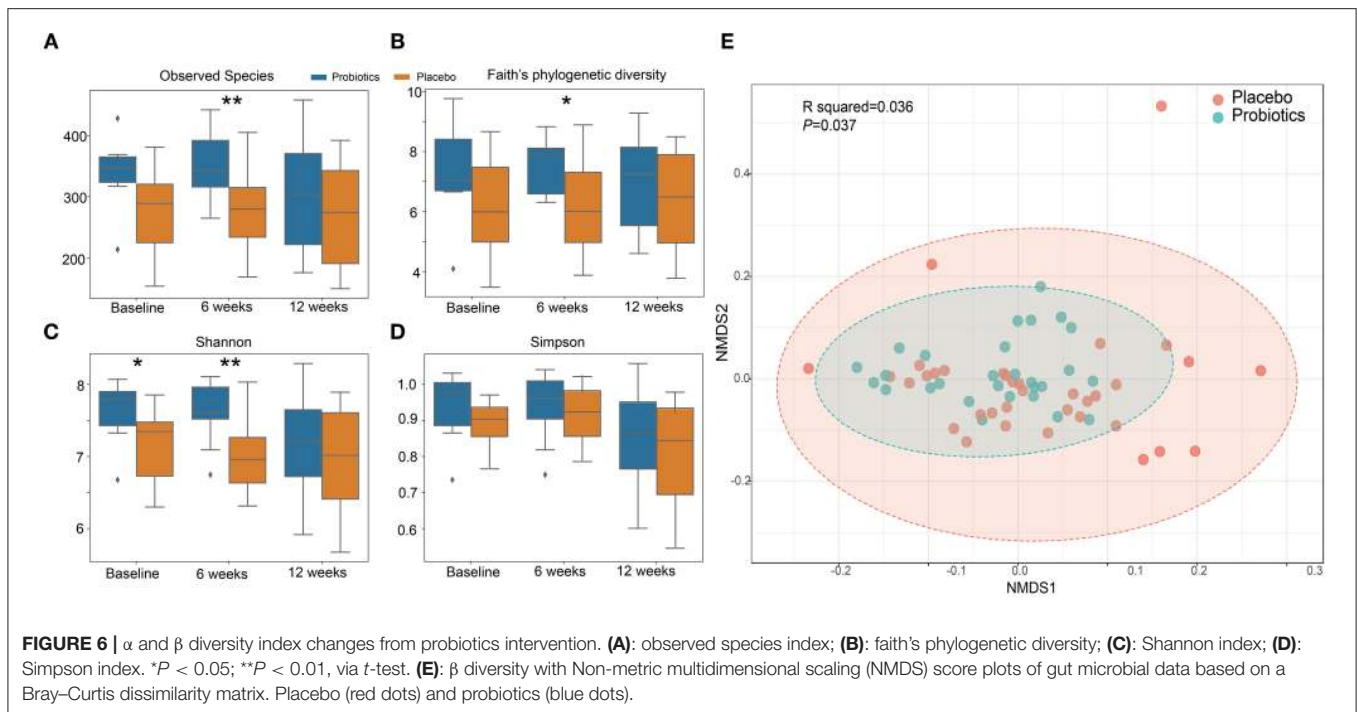 A
B
E
Observed Species
Probiotics
Placebo
Faith's phylogenetic diversity
**
400
300
200
Baseline
6 weeks
12 weeks
*
10
8
6
4
Baseline
6 weeks
12 weeks
C
D
Shannon
Simpson
*
**
8
7
6
Baseline
6 weeks
12 weeks
1.0
0.9
0.8
0.7
0.6
Baseline
6 weeks
12 weeks
R squared=0.036
P=0.037
Placebo
Probiotics
NMDS2
0.4
0.2
0.0
-0.2
-0.2
-0.1
0.0
0.1
0.2
0.3
NMDS1
FIGURE 6 | α and β diversity index changes from probiotics intervention. (A): observed species index; (B): faith's phylogenetic diversity; (C): Shannon index; (D):
Simpson index. *P < 0.05; **P < 0.01, via t-test. (E): β diversity with Non-metric multidimensional scaling (NMDS) score plots of gut microbial data based on a
Bray–Curtis dissimilarity matrix. Placebo (red dots) and probiotics (blue dots).